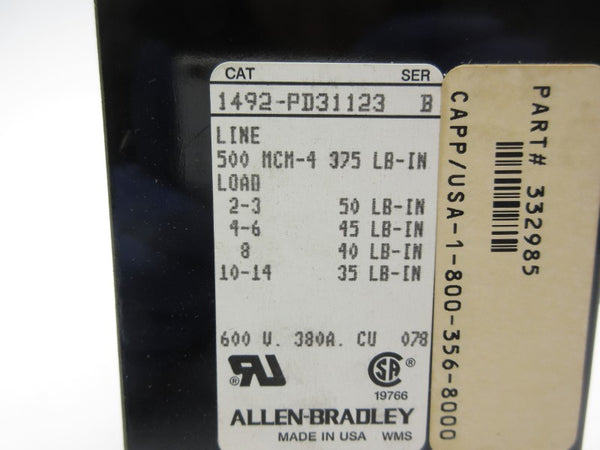 CAT SER
1492-PD31123 B
LINE
500 MCM-4 375 LB-IN
LOAD
2-3 50 LB-IN
4-6 45 LB-IN
8 40 LB-IN
10-14 35 LB-IN
600 V. 380A. CU 078
RU ® SA ®
19766
ALLEN-BRADLEY
MADE IN USA WMS
PART# 332985
CAPP/USA-1-800-356-8000